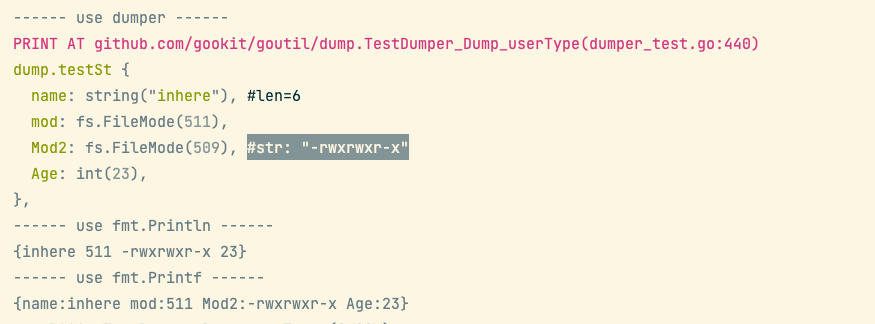 ------ use dumper ------
PRINT AT github.com/gookit/goutil/dump.TestDumper_Dump_userType(dumper_test.go:440)
dump.testSt {
  name: string("inhere"), #len=6
  mod: fs.FileMode(511),
  Mod2: fs.FileMode(509), #str: "-rwxrwxr-x"
  Age: int(23),
},
------ use fmt.Println ------
{inhere 511 -rwxrwxr-x 23}
------ use fmt.Printf ------
{name:inhere mod:511 Mod2:-rwxrwxr-x Age:23}